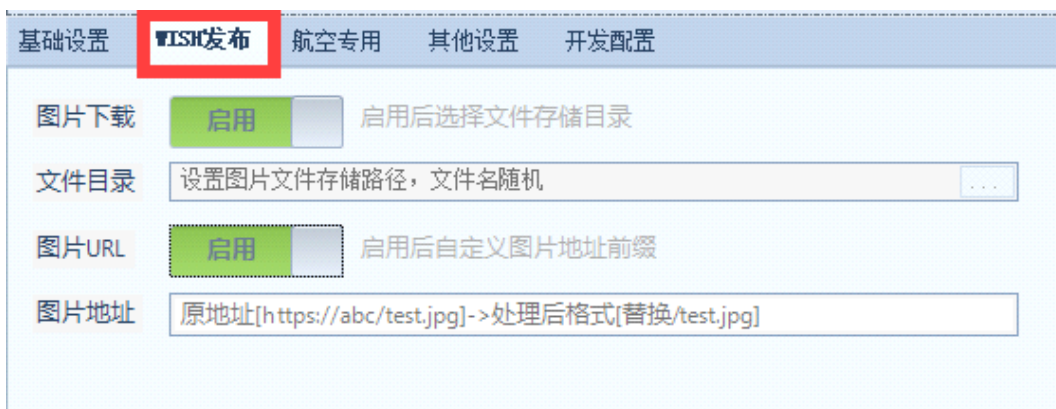 基础设置 WISH发布 航空专用 其他设置 开发配置
图片下载 启用 启用后选择文件存储目录
文件目录 设置图片文件存储路径，文件名随机 ...
图片URL 启用 启用后自定义图片地址前缀
图片地址 原地址[https://abc/test.jpg]->处理后格式[替换/test.jpg]